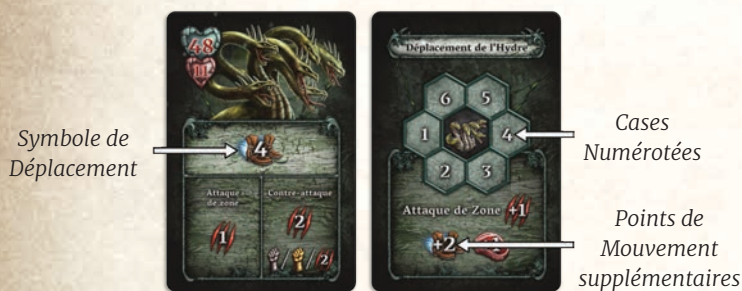 48
11
Symbole de
Déplacement
4
Attaque
de zone
1
Contre-attaque
2
/ / 2
Déplacement de l'Hydre
6 5
1 4
2 3
Attaque de Zone +1
+2
Cases
Numérotées
Points de
Mouvement
supplémentaires